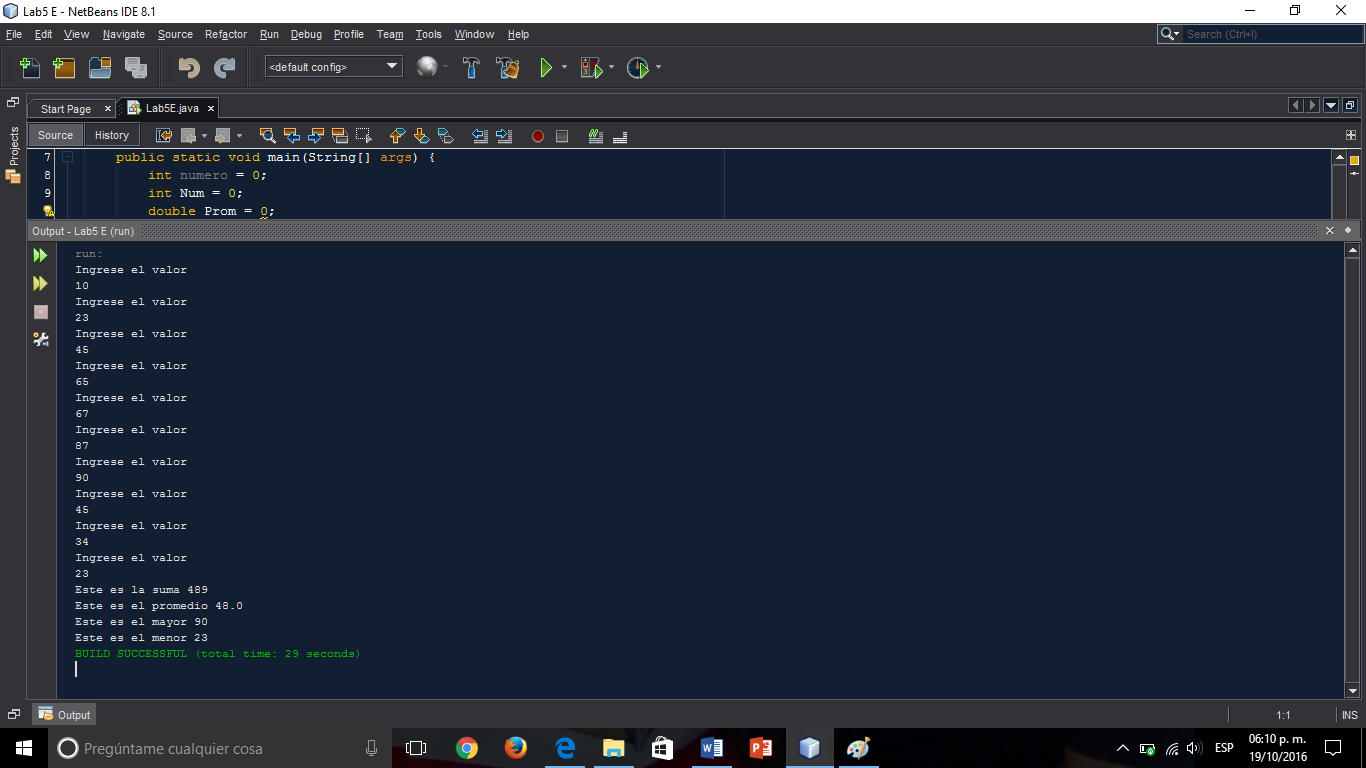 Lab5 E - NetBeans IDE 8.1
File Edit View Navigate Source Refactor Run Debug Profile Team Tools Window Help
Search (Ctrl+I)
<default config>
Projects
Start Page
Lab5E.java
Source History
7 public static void main(String[] args) {
8 int numero = 0;
9 int Num = 0;
double Prom = 0;
Output - Lab5 E (run)
run:
Ingrese el valor
10
Ingrese el valor
23
Ingrese el valor
45
Ingrese el valor
65
Ingrese el valor
67
Ingrese el valor
87
Ingrese el valor
90
Ingrese el valor
45
Ingrese el valor
34
Ingrese el valor
23
Este es la suma 489
Este es el promedio 48.0
Este es el mayor 90
Este es el menor 23
BUILD SUCCESSFUL (total time: 29 seconds)
Output
1:1 INS
Pregúntame cualquier cosa
ESP
06:10 p. m.
19/10/2016